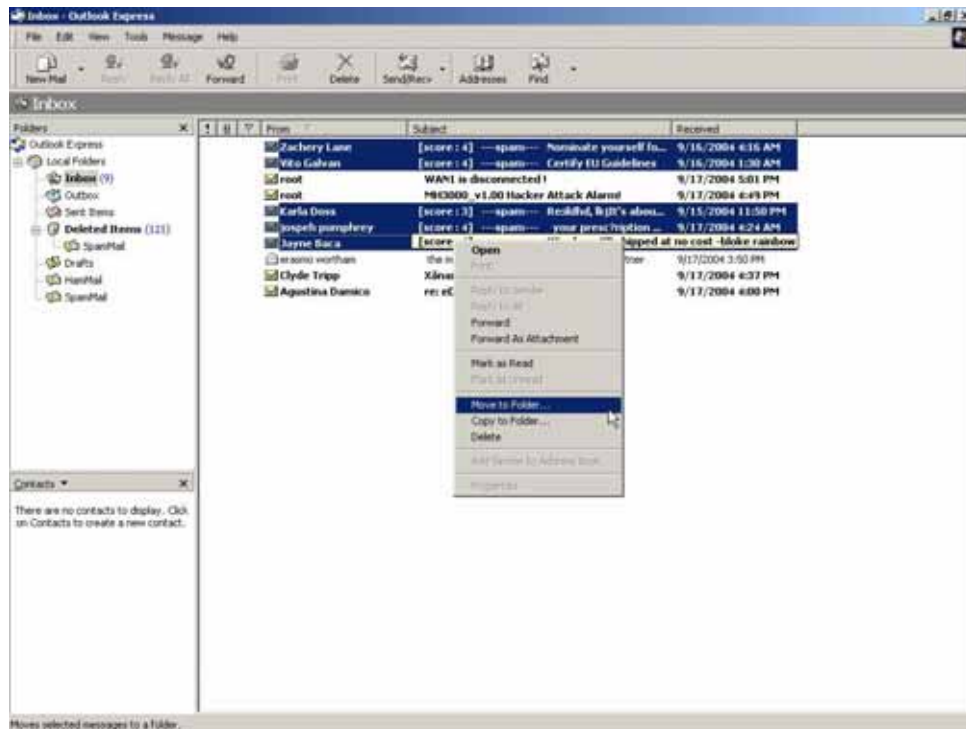 Inbox - Outlook Express
File Edit View Tools Message Help
New Mail Reply Reply All Forward Print Delete Send/Recv Addresses Find
Inbox
Folders
Outlook Express
Local Folders
Inbox (9)
Outbox
Sent Items
Deleted Items (121)
SpamMail
Drafts
HamMail
SpamMail
! From Subject Received
Zachery Lane [score : 4] ----spam---- Nominate yourself fo... 9/16/2004 4:16 AM
Vito Galvan [score : 4] ----spam---- Certify EU Guidelines 9/16/2004 1:30 AM
root WAN1 is disconnected ! 9/17/2004 5:01 PM
root MH3000_v1.00 Hacker Attack Alarm! 9/17/2004 4:49 PM
Karla Doss [score : 3] ----spam---- abou... 9/15/2004 11:50 PM
jospeh pumphrey [score : 4] ----spam---- your presc?ription ... 9/17/2004 4:24 AM
Jayne Baca [score hipped at no cost -bloke rainbow
erasmo wortham the tner 9/17/2004 3:50 PM
Clyde Tripp 9/17/2004 4:37 PM
Agustina Damico re: 9/17/2004 4:00 PM
Open
Print
Reply to Sender
Reply to All
Forward
Forward As Attachment
Mark as Read
Mark as Unread
Move to Folder...
Copy to Folder...
Delete
Add Sender to Address Book
Properties
Contacts
There are no contacts to display. Click
on Contacts to create a new contact.
Moves selected messages to a folder.